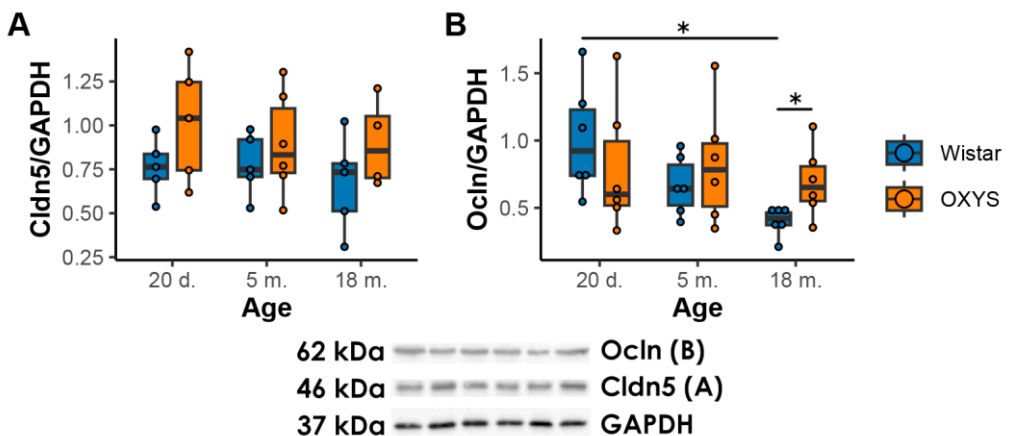 A
Cldn5/GAPDH
1.25
1.00
0.75
0.50
0.25
20 d.
5 m.
18 m.
Age
B
Ocln/GAPDH
1.5
1.0
0.5
*
*
20 d.
5 m.
18 m.
Age
Wistar
OXYS
62 kDa Ocln (B)
46 kDa Cldn5 (A)
37 kDa GAPDH